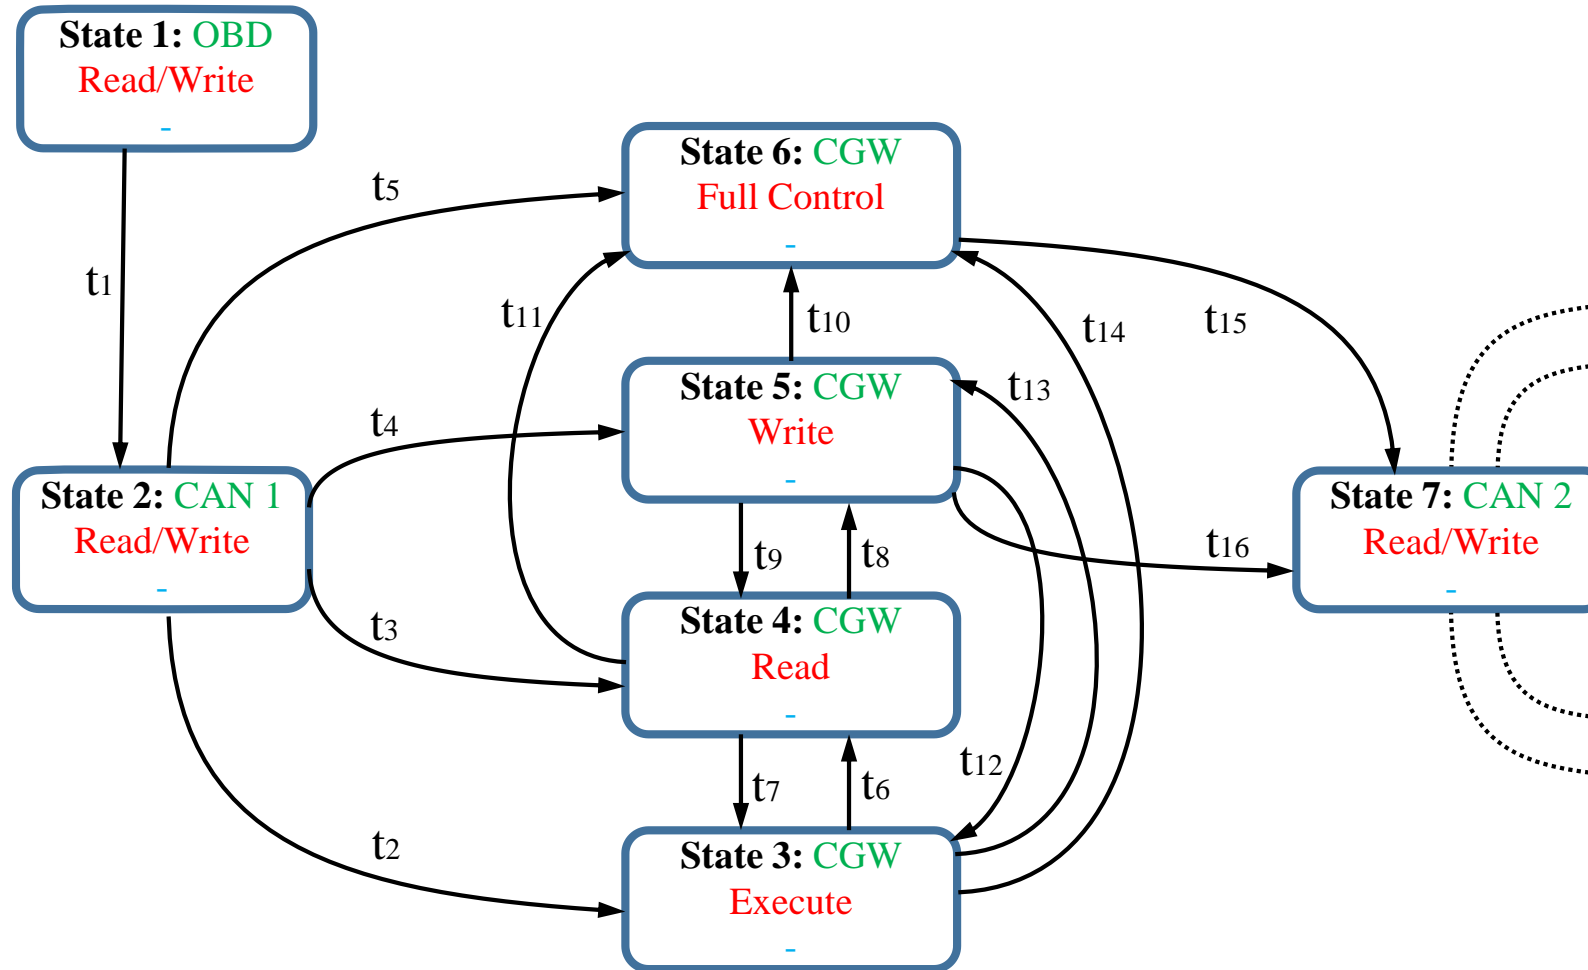 State 1: OBD
Read/Write
-
State 6: CGW
Full Control
-
t5
t1
t11
t10
t14
t15
State 5: CGW
Write
-
t13
t4
State 2: CAN 1
Read/Write
-
State 7: CAN 2
Read/Write
-
t9
t8
t16
State 4: CGW
Read
-
t3
t7
t6
t12
t2
State 3: CGW
Execute
-